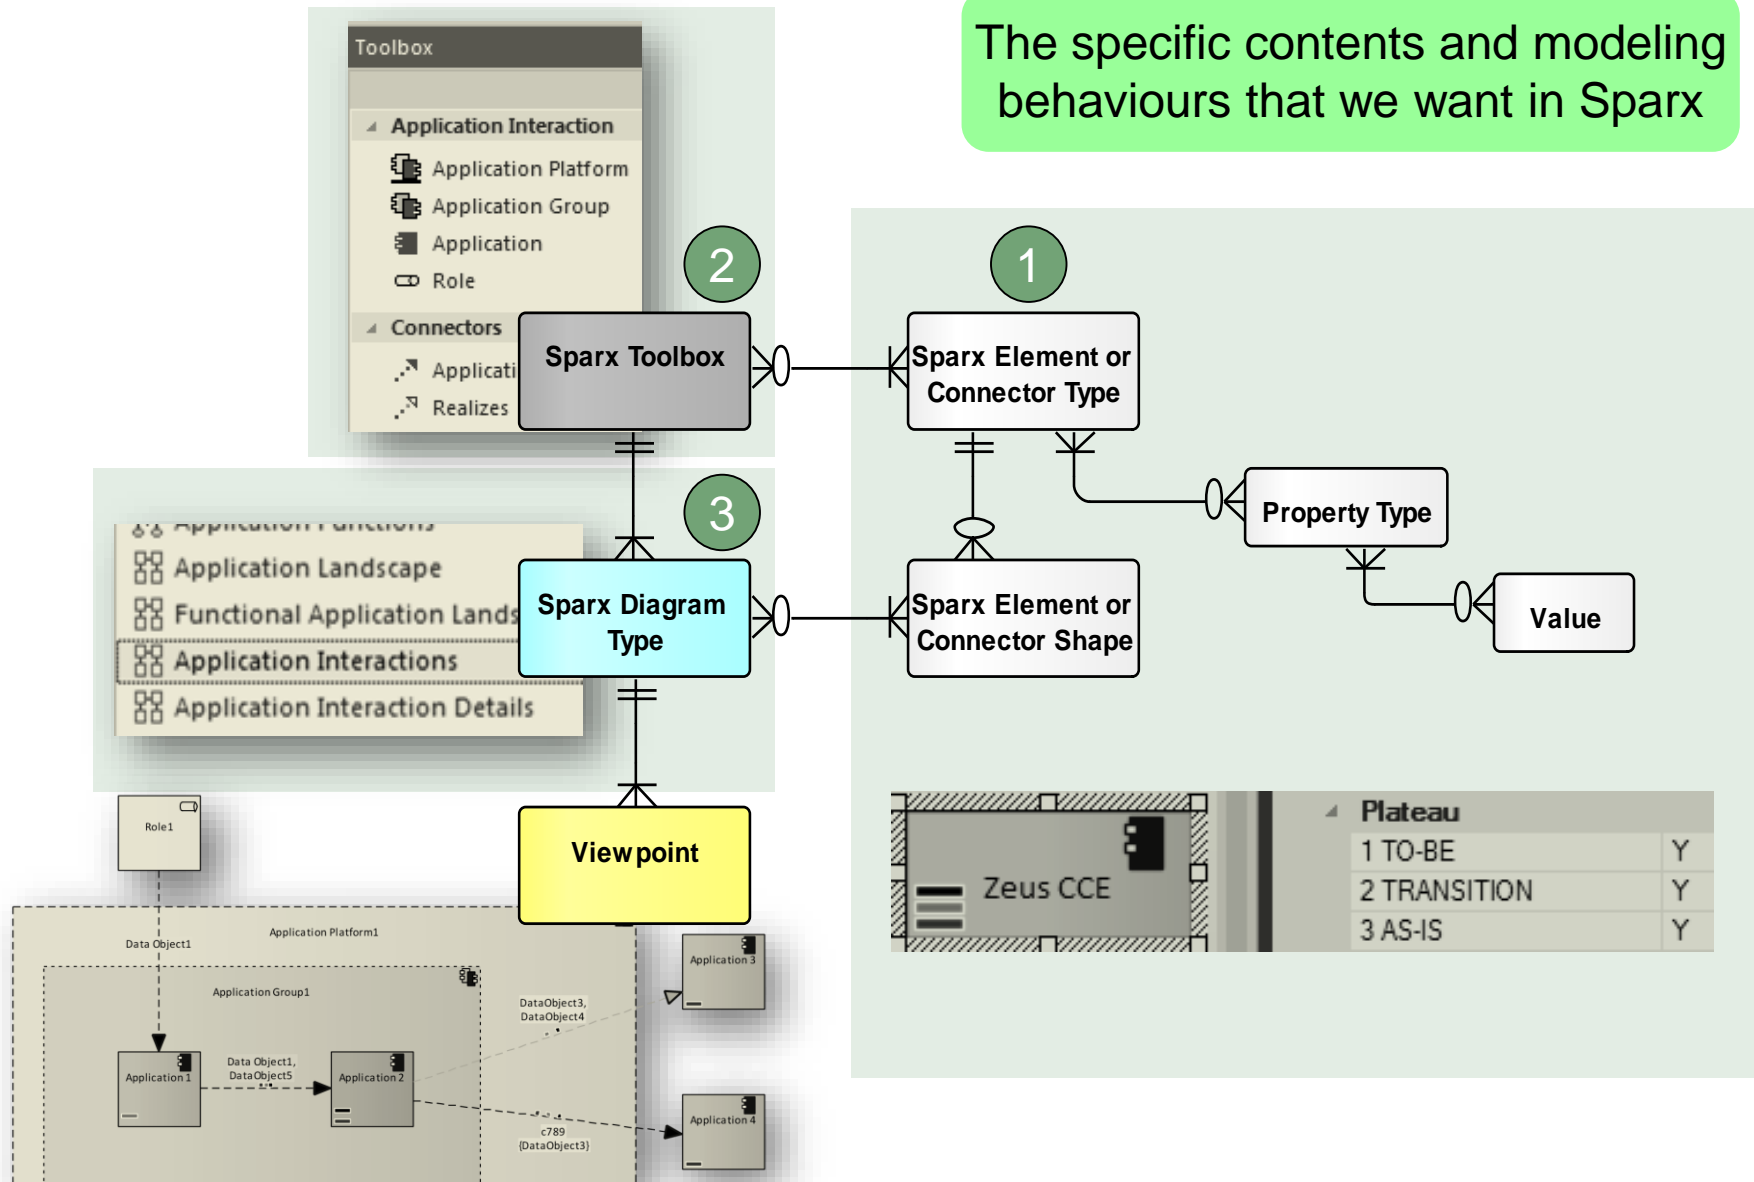 The specific contents and modeling
behaviours that we want in Sparx
Toolbox
Application Interaction
Application Platform
Application Group
Application
Role
Connectors
Applicati
Realizes
2
1
Sparx Toolbox
Sparx Element or
Connector Type
3
Application Functions
Application Landscape
Functional Application Lands
Application Interactions
Application Interaction Details
Sparx Diagram
Type
Sparx Element or
Connector Shape
Property Type
Value
Viewpoint
Zeus CCE
Plateau
1 TO-BE Y
2 TRANSITION Y
3 AS-IS Y
Role1
Data Object1
Application Platform1
Application Group1
Application 1
Data Object1,
DataObject5
Application 2
DataObject3,
DataObject4
Application 3
c789
{DataObject3}
Application 4